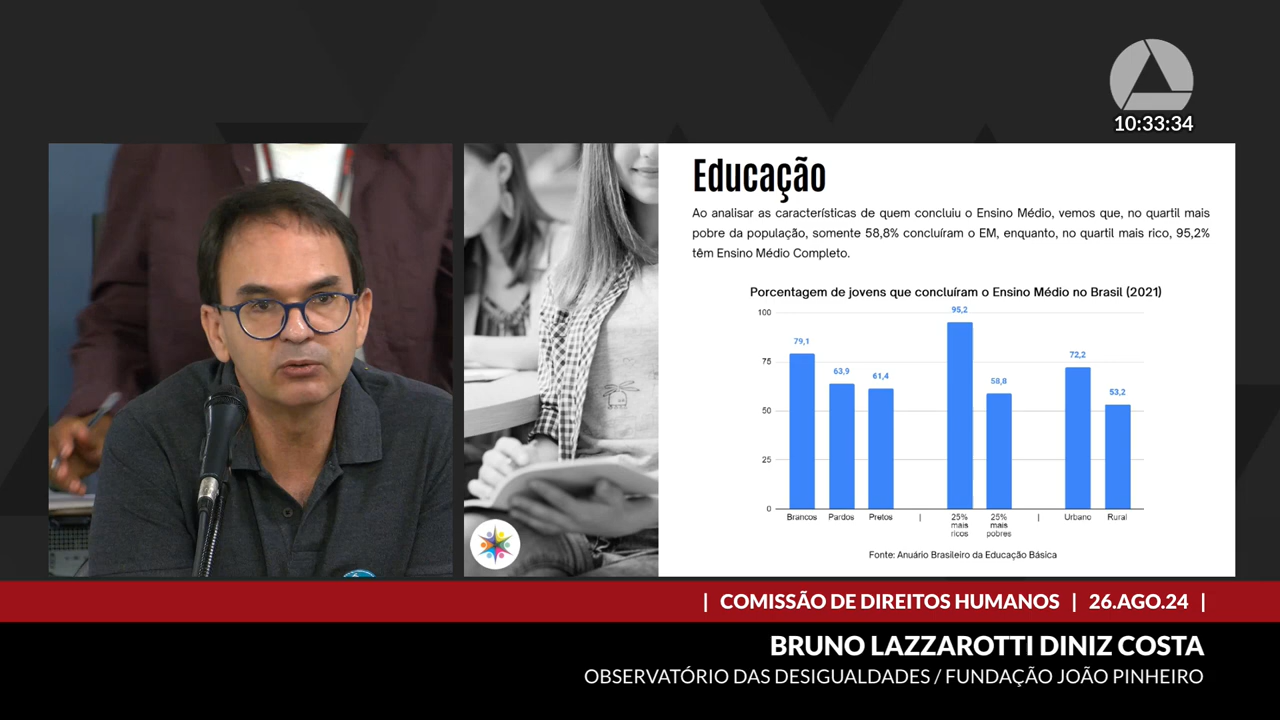 10:33:34
Educação
Ao analisar as características de quem concluiu o Ensino Médio, vemos que, no quartil mais
pobre da população, somente 58,8% concluíram o EM, enquanto, no quartil mais rico, 95,2%
têm Ensino Médio Completo.
Porcentagem de jovens que concluíram o Ensino Médio no Brasil (2021)
100
75
50
25
0
79,1
63,9
61,4
95,2
58,8
72,2
53,2
Brancos
Pardos
Pretos
|
25%
mais
ricos
25%
mais
pobres
|
Urbano
Rural
Fonte: Anuário Brasileiro da Educação Básica
| COMISSÃO DE DIREITOS HUMANOS | 26.AGO.24 |
BRUNO LAZZAROTTI DINIZ COSTA
OBSERVATÓRIO DAS DESIGUALDADES / FUNDAÇÃO JOÃO PINHEIRO